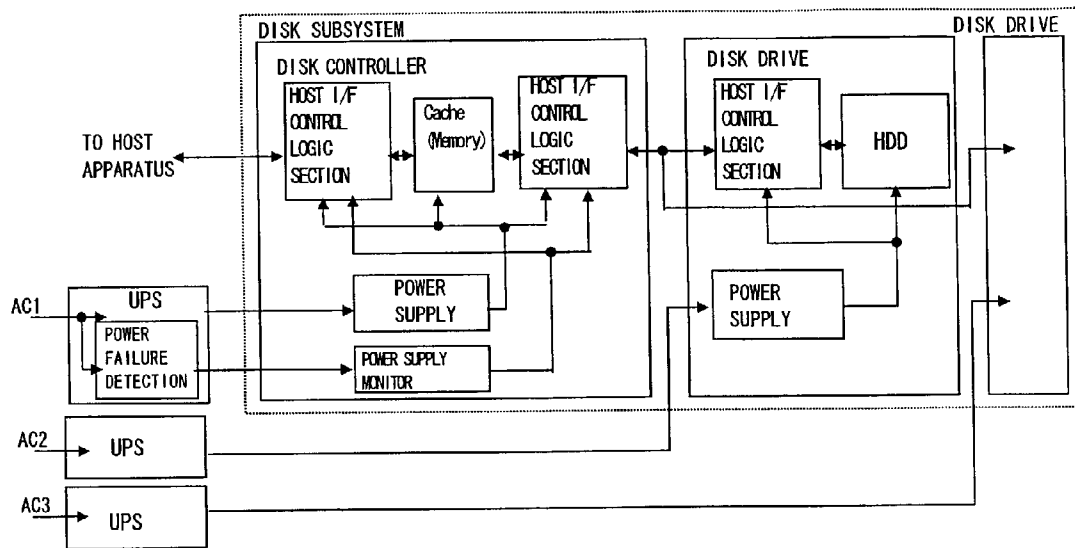 DISK SUBSYSTEM
DISK DRIVE
DISK CONTROLLER
DISK DRIVE
HOST I/F
CONTROL
LOGIC
SECTION
Cache
(Memory)
HOST I/F
CONTROL
LOGIC
SECTION
HOST I/F
CONTROL
LOGIC
SECTION
HDD
TO HOST
APPARATUS
AC1
UPS
POWER
FAILURE
DETECTION
POWER
SUPPLY
POWER SUPPLY
MONITOR
POWER
SUPPLY
AC2
UPS
AC3
UPS